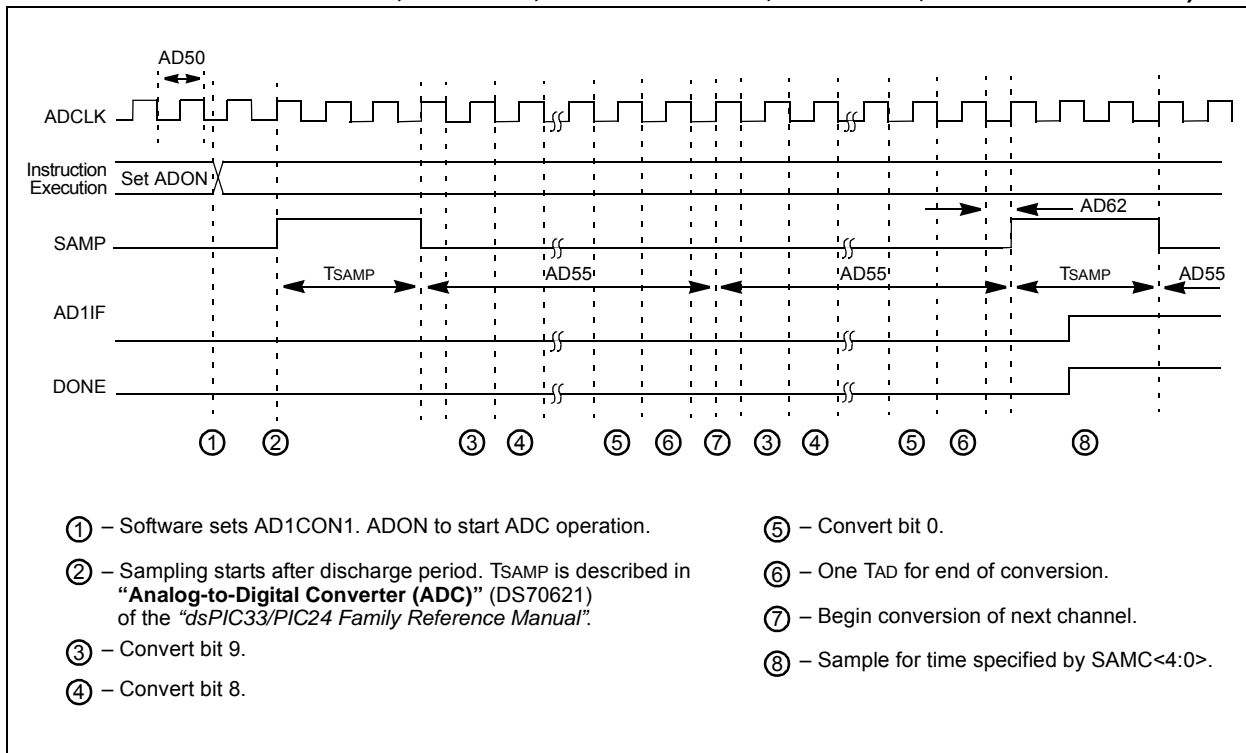 AD50
ADCLK
Instruction
Execution
Set ADON
AD62
SAMP
TSAMP
AD55
AD55
TSAMP
AD55
AD1IF
DONE
1
2
3
4
5
6
7
3
4
5
6
8
1 – Software sets AD1CON1. ADON to start ADC operation.
2 – Sampling starts after discharge period. TSAMP is described in
“Analog-to-Digital Converter (ADC)” (DS70621)
of the “dsPIC33/PIC24 Family Reference Manual”.
3 – Convert bit 9.
4 – Convert bit 8.
5 – Convert bit 0.
6 – One TAD for end of conversion.
7 – Begin conversion of next channel.
8 – Sample for time specified by SAMC<4:0>.